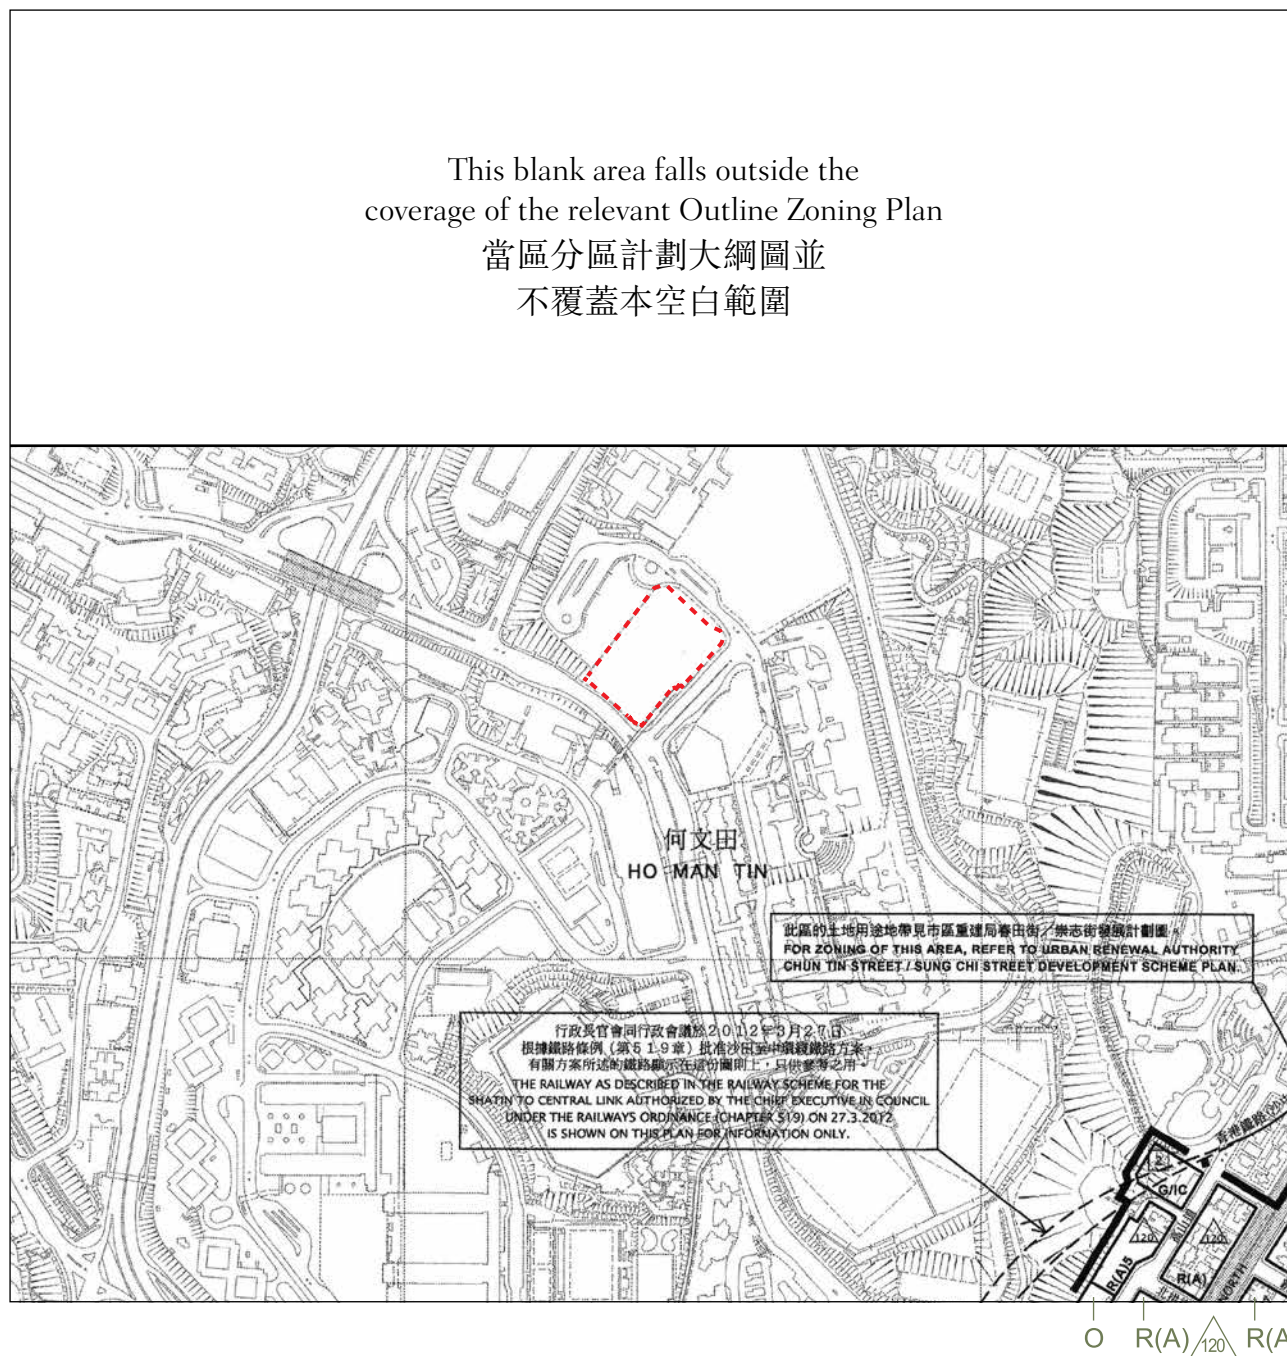 This blank area falls outside the
coverage of the relevant Outline Zoning Plan
當區分區計劃大綱圖並
不覆蓋本空白範圍
何文田
HO MAN TIN
此區的土地用途地帶見市區重建局春田街／崇志街發展計劃圖。
FOR ZONING OF THIS AREA, REFER TO URBAN RENEWAL AUTHORITY
CHUN TIN STREET / SUNG CHI STREET DEVELOPMENT SCHEME PLAN.
行政長官會同行政會議於2012年3月27日
根據鐵路條例（第519章）批准沙田至中環綫鐵路方案。
有關方案所述的鐵路顯示在這份圖則上，只供參考之用。
THE RAILWAY AS DESCRIBED IN THE RAILWAY SCHEME FOR THE
SHATIN TO CENTRAL LINK AUTHORIZED BY THE CHIEF EXECUTIVE IN COUNCIL
UNDER THE RAILWAYS ORDINANCE (CHAPTER 519) ON 27.3.2012
IS SHOWN ON THIS PLAN FOR INFORMATION ONLY.
G/IC
120
120
R(A)5
R(A)
NORTH
O R(A) 120 R(A